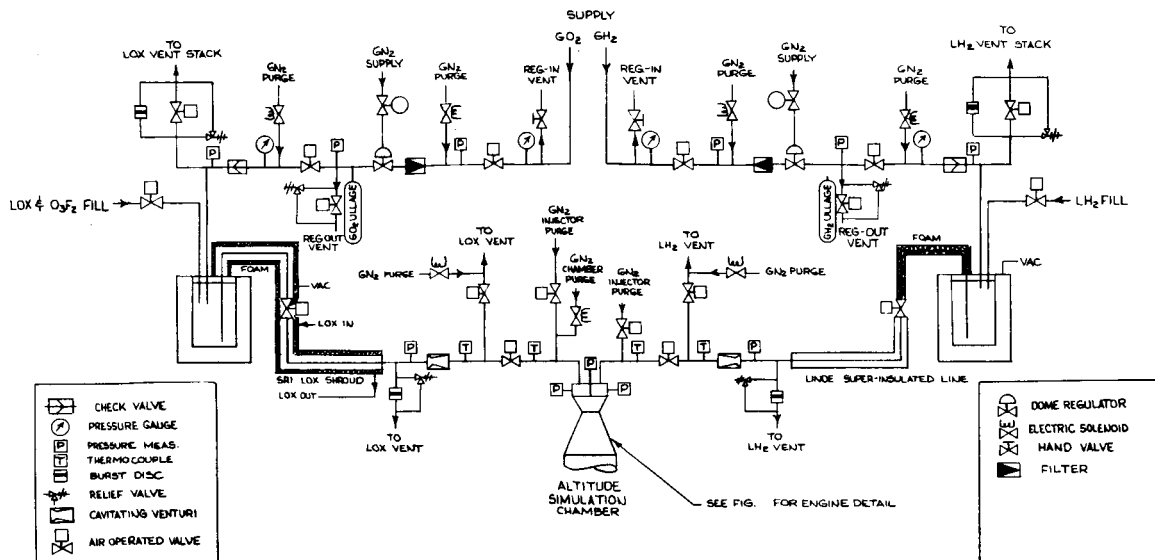 SUPPLY
GO2 GH2
TO
LOX VENT STACK
GN2
PURGE
GN2
SUPPLY
GN2
PURGE
REG-IN
VENT
REG-IN
VENT
GN2
PURGE
GN2
SUPPLY
GN2
PURGE
TO
LH2 VENT STACK
P
P
P
P
P
P
LOX & O3F2 FILL
REG OUT
VENT
GO2 ULLAGE
GH2 ULLAGE
REG-OUT
VENT
LH2 FILL
FOAM
VAC
LOX IN
SRI LOX SHROUD
LOX OUT
GN2 PURGE
TO
LOX VENT
GN2
INJECTOR
PURGE
GN2
CHAMBER
PURGE
GN2
INJECTOR
PURGE
TO
LH2 VENT
GN2 PURGE
FOAM
VAC
P
T
T
P
P
P
T
T
P
LINDE SUPER-INSULATED LINE
TO
LOX VENT
TO
LH2 VENT
ALTITUDE
SIMULATION
CHAMBER
SEE FIG. FOR ENGINE DETAIL
CHECK VALVE
PRESSURE GAUGE
P PRESSURE MEAS.
T THERMOCOUPLE
BURST DISC
RELIEF VALVE
CAVITATING VENTURI
AIR OPERATED VALVE
DOME REGULATOR
ELECTRIC SOLENOID
HAND VALVE
FILTER